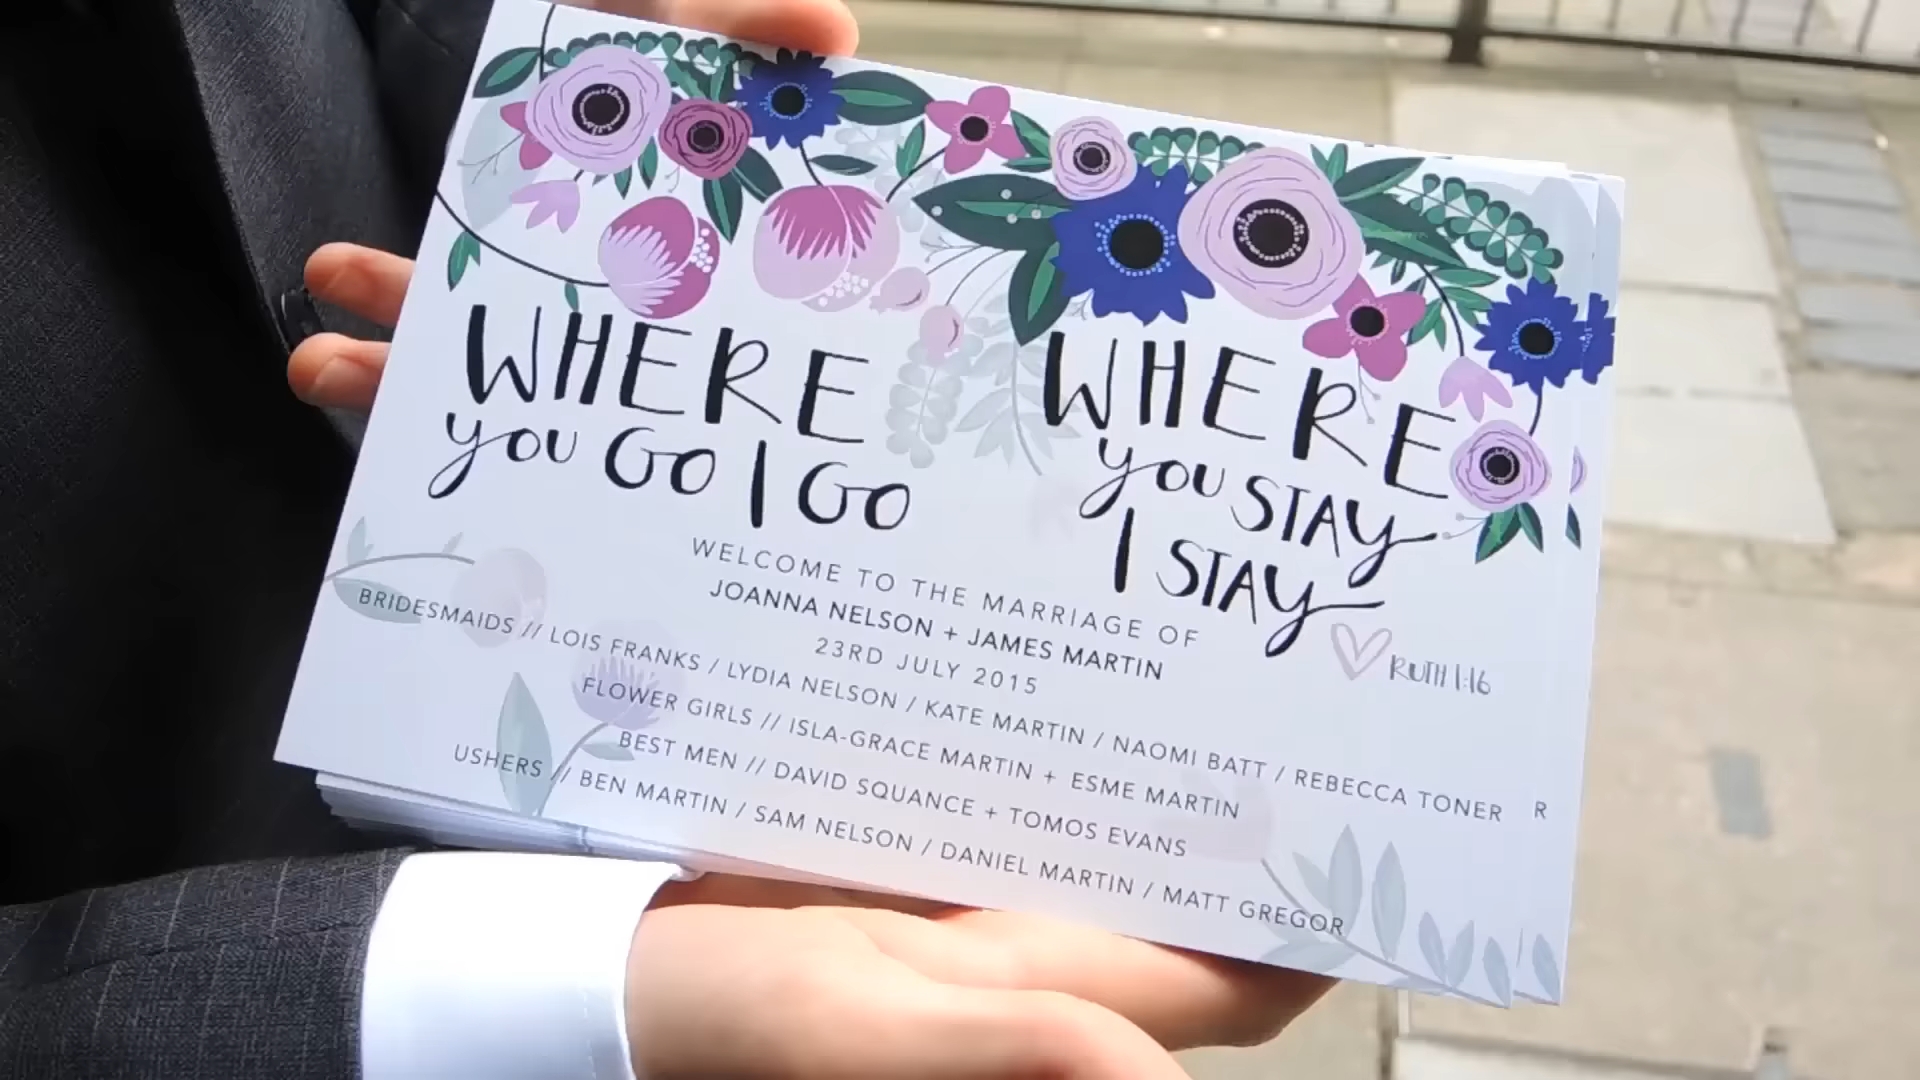 WHERE
you Go I Go
WHERE
you STAY
I STAY
RUTH 1:16
WELCOME TO THE MARRIAGE OF
JOANNA NELSON + JAMES MARTIN
23RD JULY 2015
BRIDESMAIDS // LOIS FRANKS / LYDIA NELSON / KATE MARTIN / NAOMI BATT / REBECCA TONER
R
FLOWER GIRLS // ISLA-GRACE MARTIN + ESME MARTIN
BEST MEN // DAVID SQUANCE + TOMOS EVANS
USHERS // BEN MARTIN / SAM NELSON / DANIEL MARTIN / MATT GREGOR